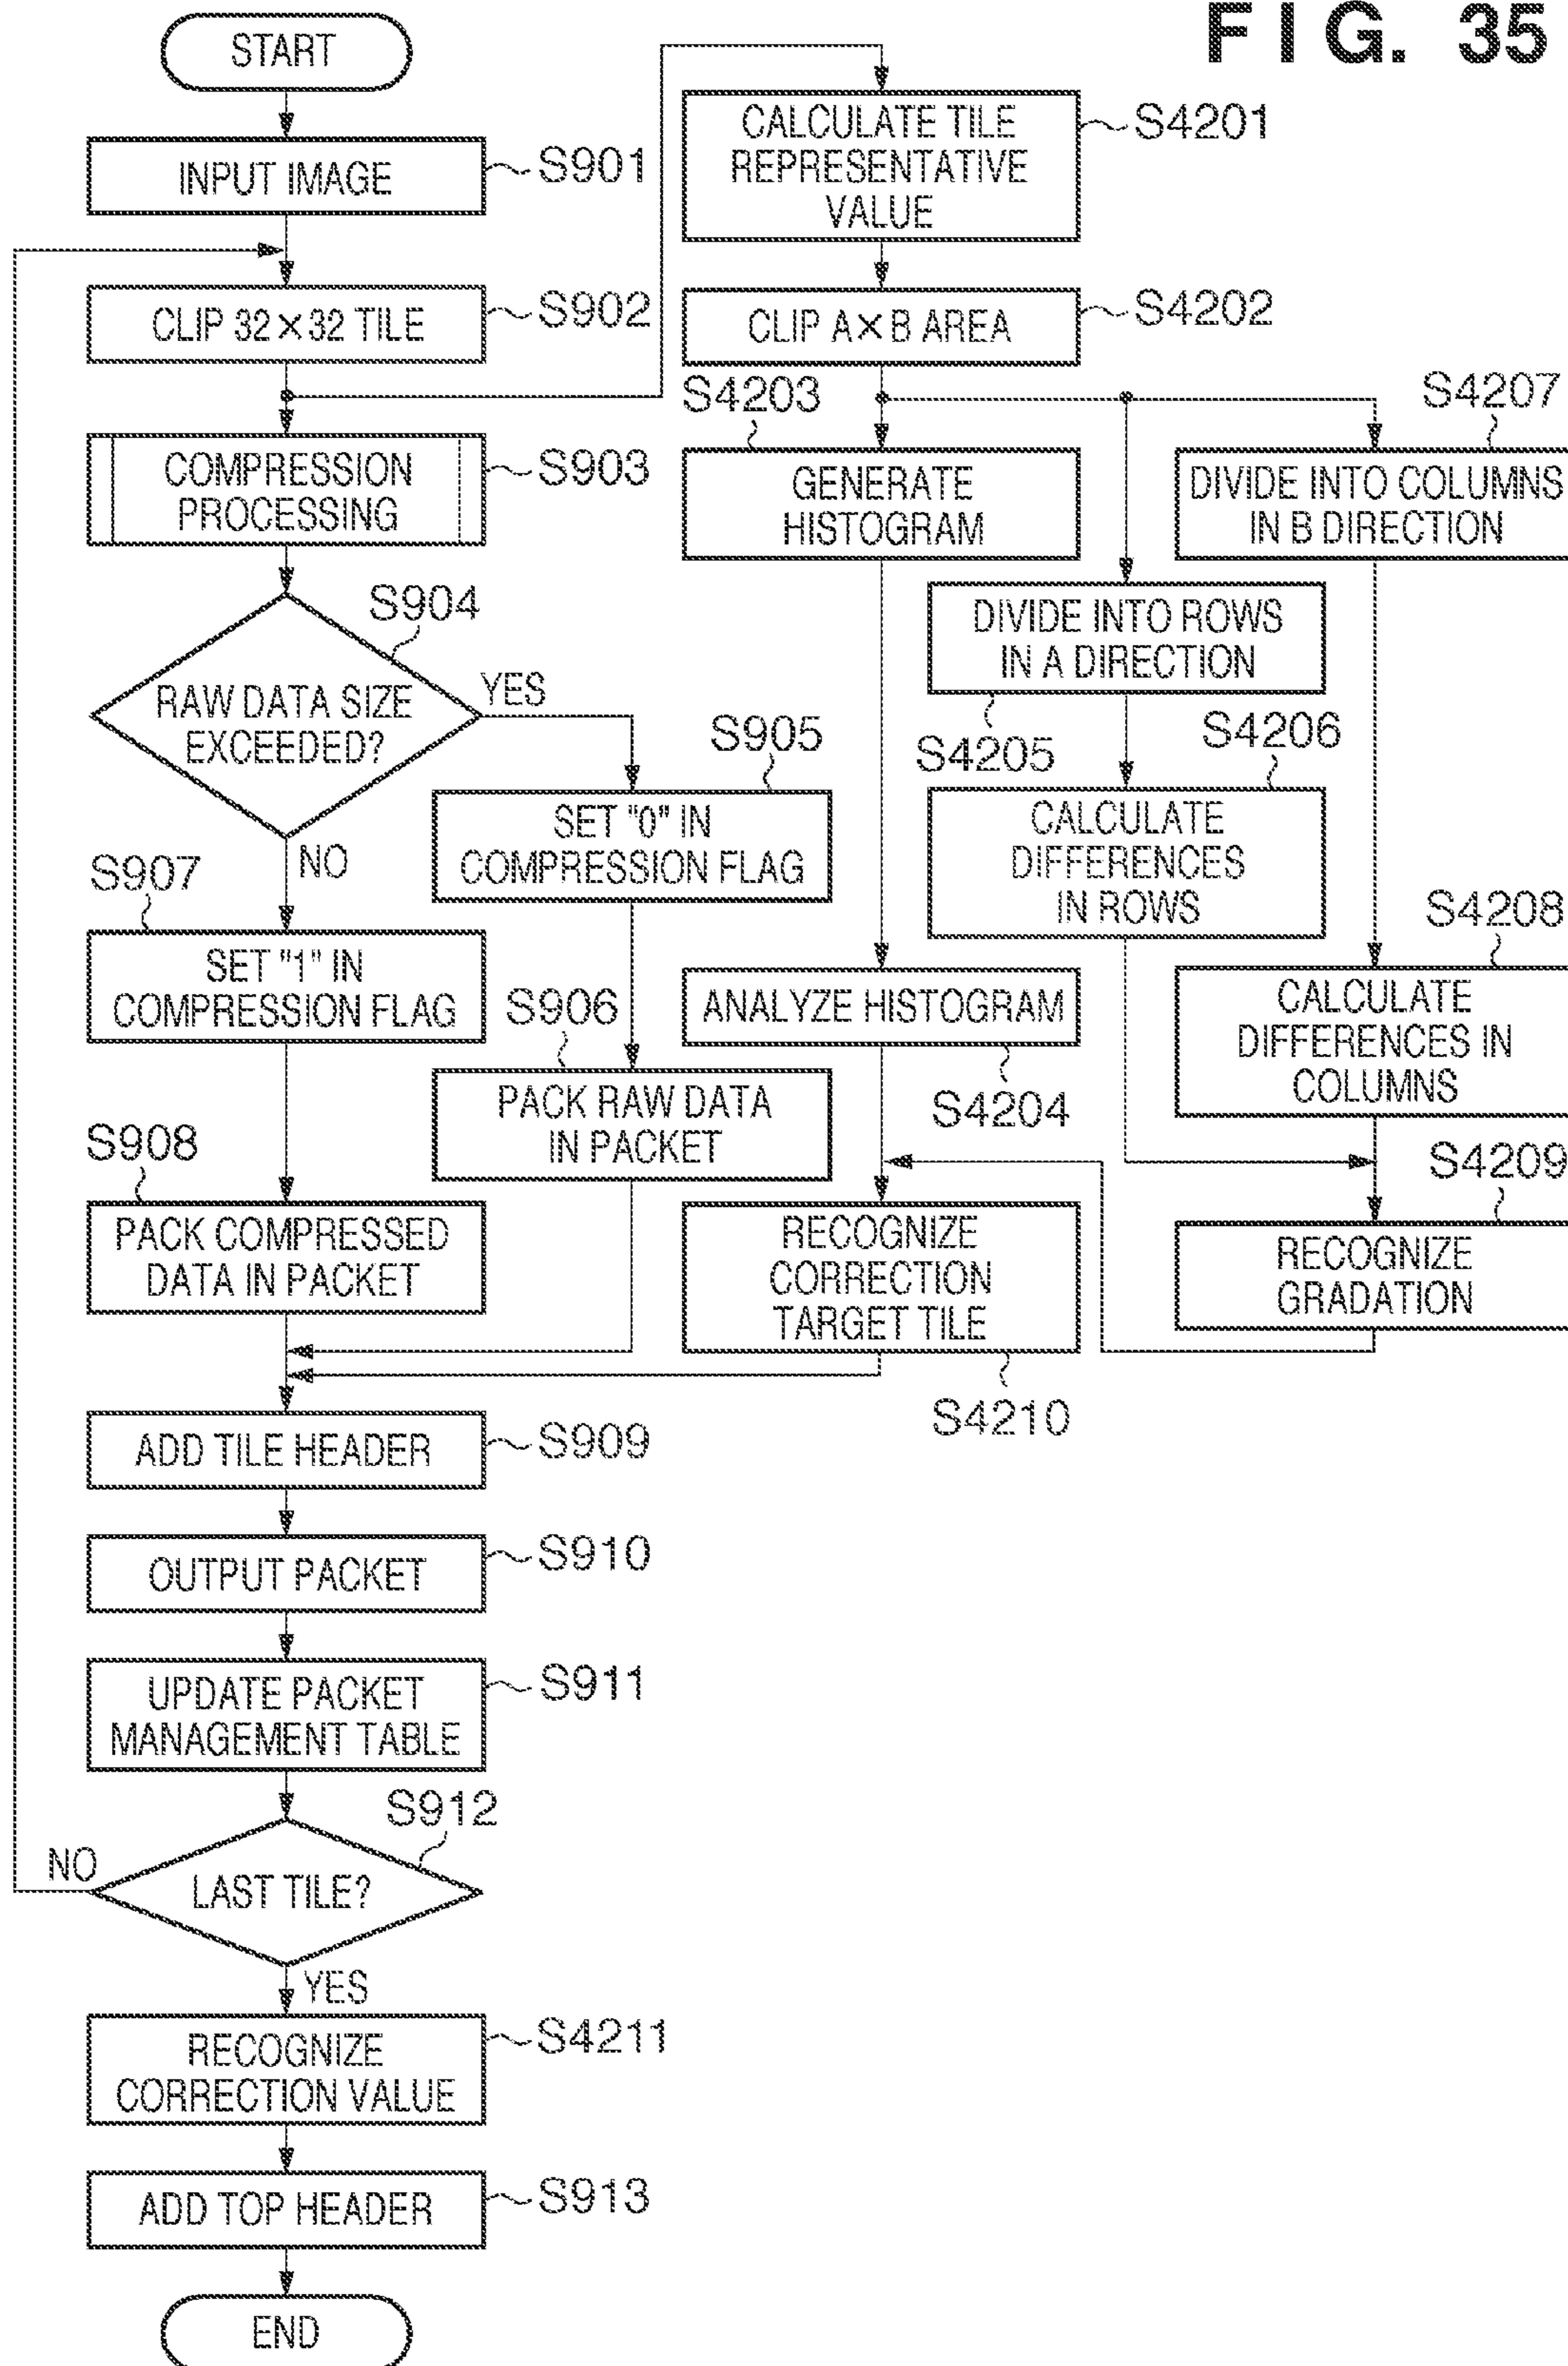 FIG. 35
START
INPUT IMAGE
S901
CLIP 32×32 TILE
S902
COMPRESSION
PROCESSING
S903
S904
RAW DATA SIZE
EXCEEDED?
YES
NO
S905
SET "0" IN
COMPRESSION FLAG
S906
PACK RAW DATA
IN PACKET
S907
SET "1" IN
COMPRESSION FLAG
S908
PACK COMPRESSED
DATA IN PACKET
ADD TILE HEADER
S909
OUTPUT PACKET
S910
UPDATE PACKET
MANAGEMENT TABLE
S911
S912
LAST TILE?
NO
YES
RECOGNIZE
CORRECTION VALUE
S4211
ADD TOP HEADER
S913
END
CALCULATE TILE
REPRESENTATIVE
VALUE
S4201
CLIP A×B AREA
S4202
S4203
GENERATE
HISTOGRAM
ANALYZE HISTOGRAM
S4204
DIVIDE INTO ROWS
IN A DIRECTION
S4205
S4206
CALCULATE
DIFFERENCES
IN ROWS
S4207
DIVIDE INTO COLUMNS
IN B DIRECTION
S4208
CALCULATE
DIFFERENCES IN
COLUMNS
S4209
RECOGNIZE
GRADATION
RECOGNIZE
CORRECTION
TARGET TILE
S4210